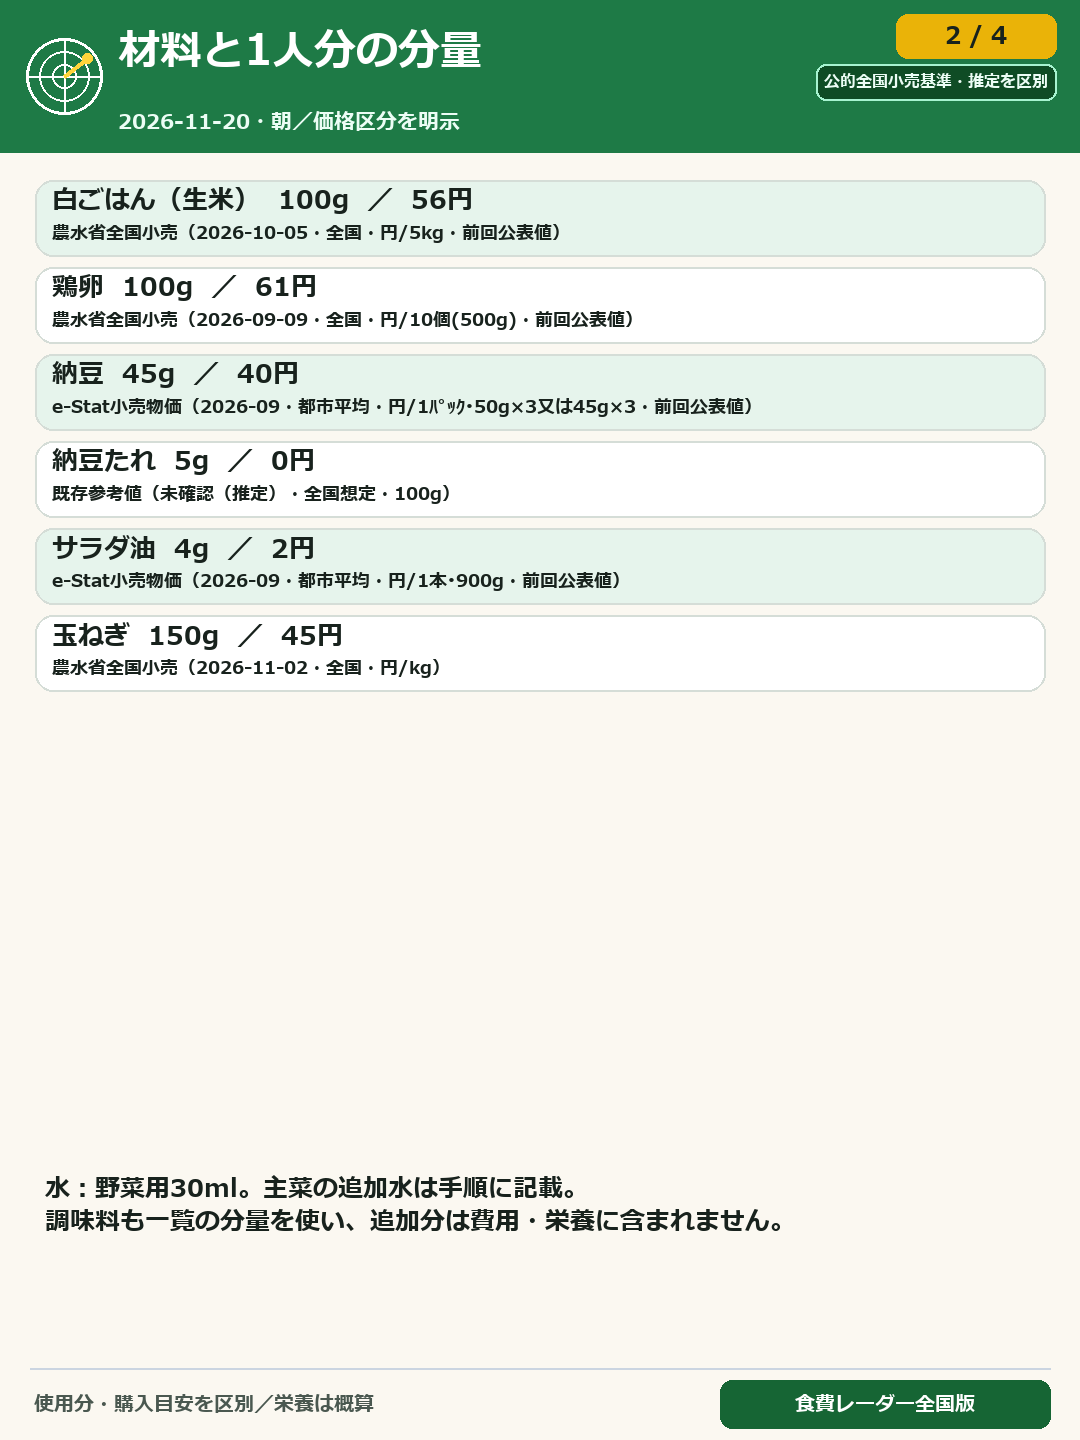 材料と1人分の分量
2026-11-20・朝／価格区分を明示
2 / 4
公的全国小売基準・推定を区別
白ごはん（生米） 100g ／ 56円
農水省全国小売（2026-10-05・全国・円/5kg・前回公表値）
鶏卵 100g ／ 61円
農水省全国小売（2026-09-09・全国・円/10個(500g)・前回公表値）
納豆 45g ／ 40円
e-Stat小売物価（2026-09・都市平均・円/1ﾊﾟｯｸ･50g×3又は45g×3・前回公表値）
納豆たれ 5g ／ 0円
既存参考値（未確認（推定）・全国想定・100g）
サラダ油 4g ／ 2円
e-Stat小売物価（2026-09・都市平均・円/1本･900g・前回公表値）
玉ねぎ 150g ／ 45円
農水省全国小売（2026-11-02・全国・円/kg）
水：野菜用30ml。主菜の追加水は手順に記載。
調味料も一覧の分量を使い、追加分は費用・栄養に含まれません。
使用分・購入目安を区別／栄養は概算
食費レーダー全国版